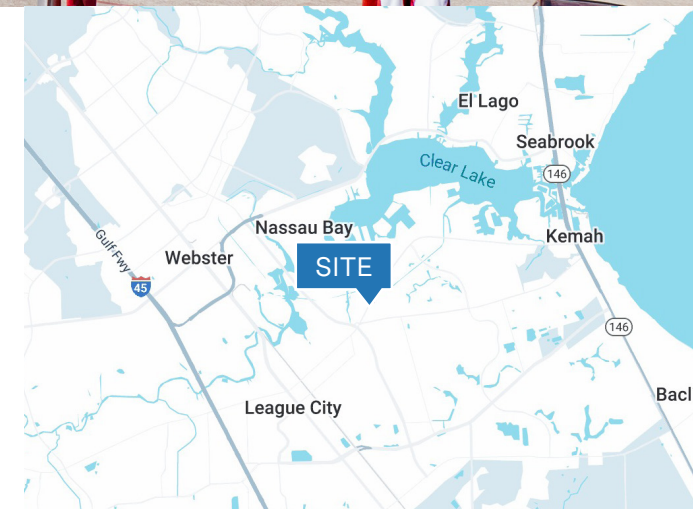 El Lago
Seabrook
Clear Lake
146
Nassau Bay
Kemah
Gulf Fwy
Webster
SITE
45
146
Bacl
League City